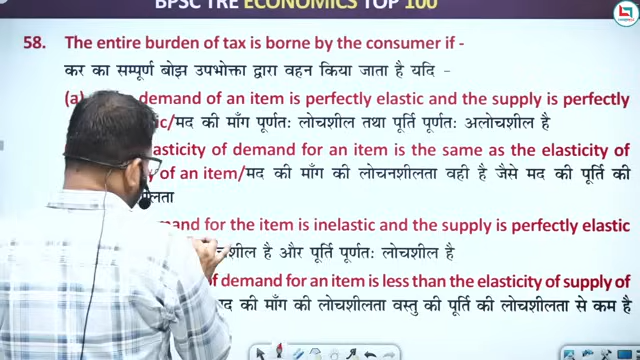 BPSC TRE ECONOMICS TOP 100
58. The entire burden of tax is borne by the consumer if -
कर का सम्पूर्ण बोझ उपभोक्ता द्वारा वहन किया जाता है यदि -
(a) demand of an item is perfectly elastic and the supply is perfectly
मद की माँग पूर्णतः लोचशील तथा पूर्ति पूर्णतः अलोचशील है
of demand for an item is the same as the elasticity of
of an item/मद की माँग की लोचनशीलता वही है जैसे मद की पूर्ति की
for the item is inelastic and the supply is perfectly elastic
है और पूर्ति पूर्णतः लोचशील है
of demand for an item is less than the elasticity of supply of
की माँग की लोचशीलता वस्तु की पूर्ति की लोचशीलता से कम है